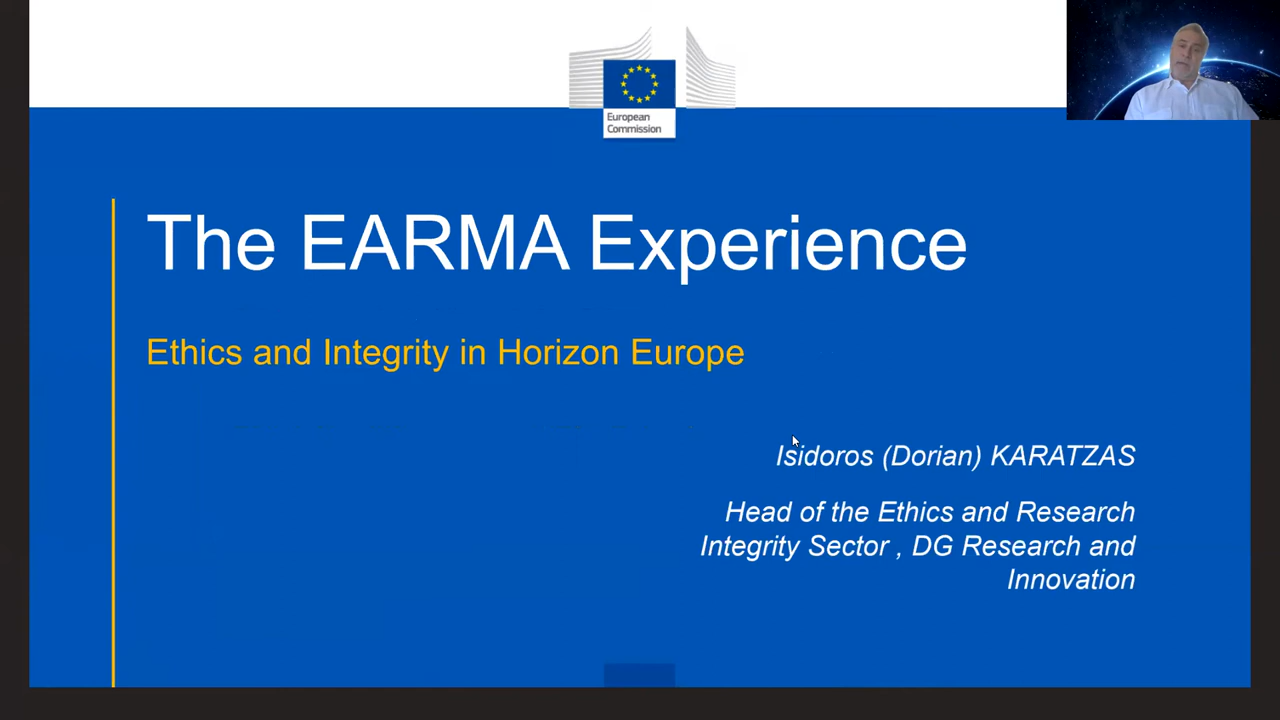 European
Commission
The EARMA Experience
Ethics and Integrity in Horizon Europe
Isidoros (Dorian) KARATZAS
Head of the Ethics and Research
Integrity Sector , DG Research and
Innovation